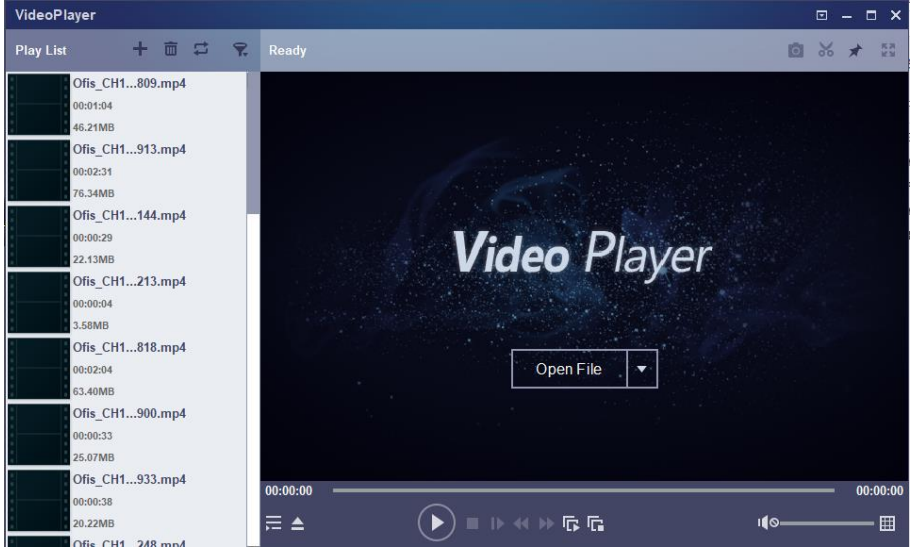 VideoPlayer
Play List
Ready
Ofis_CH1...809.mp4
00:01:04
46.21MB
Ofis_CH1...913.mp4
00:02:31
76.34MB
Ofis_CH1...144.mp4
00:00:29
22.13MB
Ofis_CH1...213.mp4
00:00:04
3.58MB
Ofis_CH1...818.mp4
00:02:04
63.40MB
Ofis_CH1...900.mp4
00:00:33
25.07MB
Ofis_CH1...933.mp4
00:00:38
20.22MB
Ofis_CH1...248.mp4
Video Player
Open File
00:00:00
00:00:00